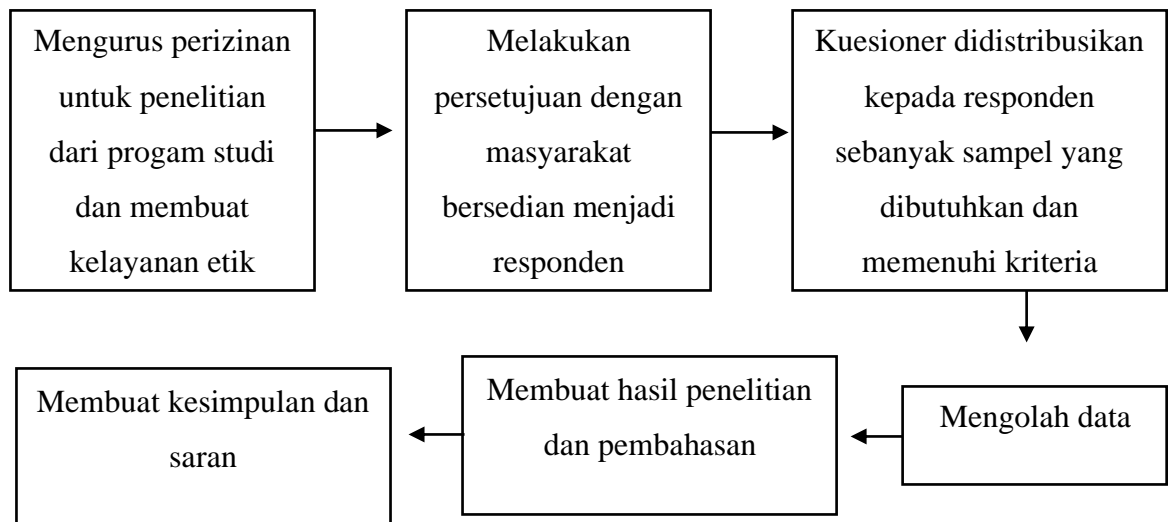 Mengurus perizinan
untuk penelitian
dari progam studi
dan membuat
kelayanan etik
Melakukan
persetujuan dengan
masyarakat
bersedian menjadi
responden
Kuesioner didistribusikan
kepada responden
sebanyak sampel yang
dibutuhkan dan
memenuhi kriteria
Mengolah data
Membuat hasil penelitian
dan pembahasan
Membuat kesimpulan dan
saran